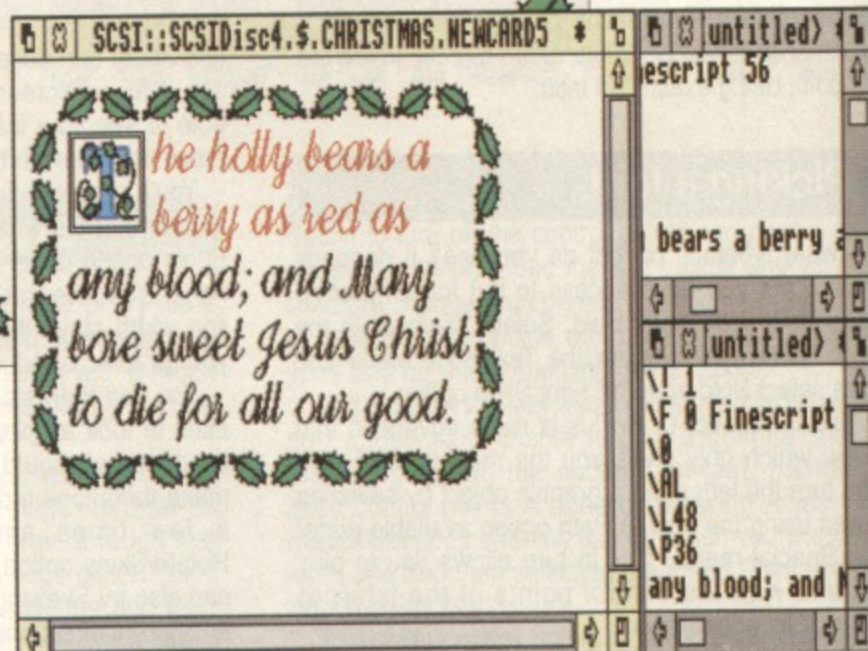 SCSI::SCSIDisc4.$.CHRISTMAS.NEWCARD5 *
The holly bears a
berry as red as
any blood; and Mary
bore sweet Jesus Christ
to die for all our good.
untitled>
escript 56
bears a berry
untitled>
\! 1
\F 0 Finescript
\0
\AL
\L48
\P36
any blood; and